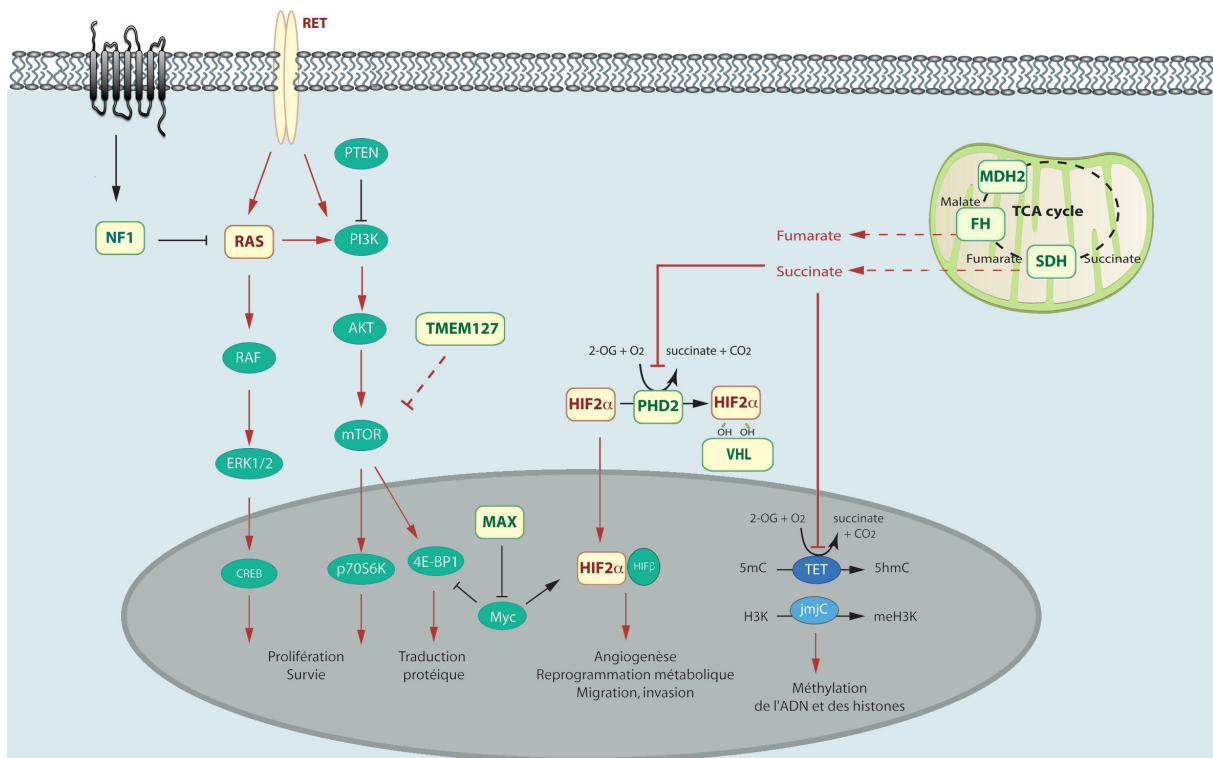 RET
PTEN
NF1
RAS
PI3K
AKT
TMEM127
RAF
mTOR
ERK1/2
MDH2
Malate
TCA cycle
FH
Fumarate
SDH
Succinate
Fumarate
Succinate
2-OG + O2
succinate + CO2
HIF2α
PHD2
HIF2α
OH OH
VHL
MAX
CREB
p70S6K
4E-BP1
Myc
HIF2α
HIFβ
2-OG + O2
succinate
+ CO2
5mC
TET
5hmC
H3K
jmjC
meH3K
Prolifération
Survie
Traduction
protéique
Angiogenèse
Reprogrammation métabolique
Migration, invasion
Méthylation
de l'ADN et des histones